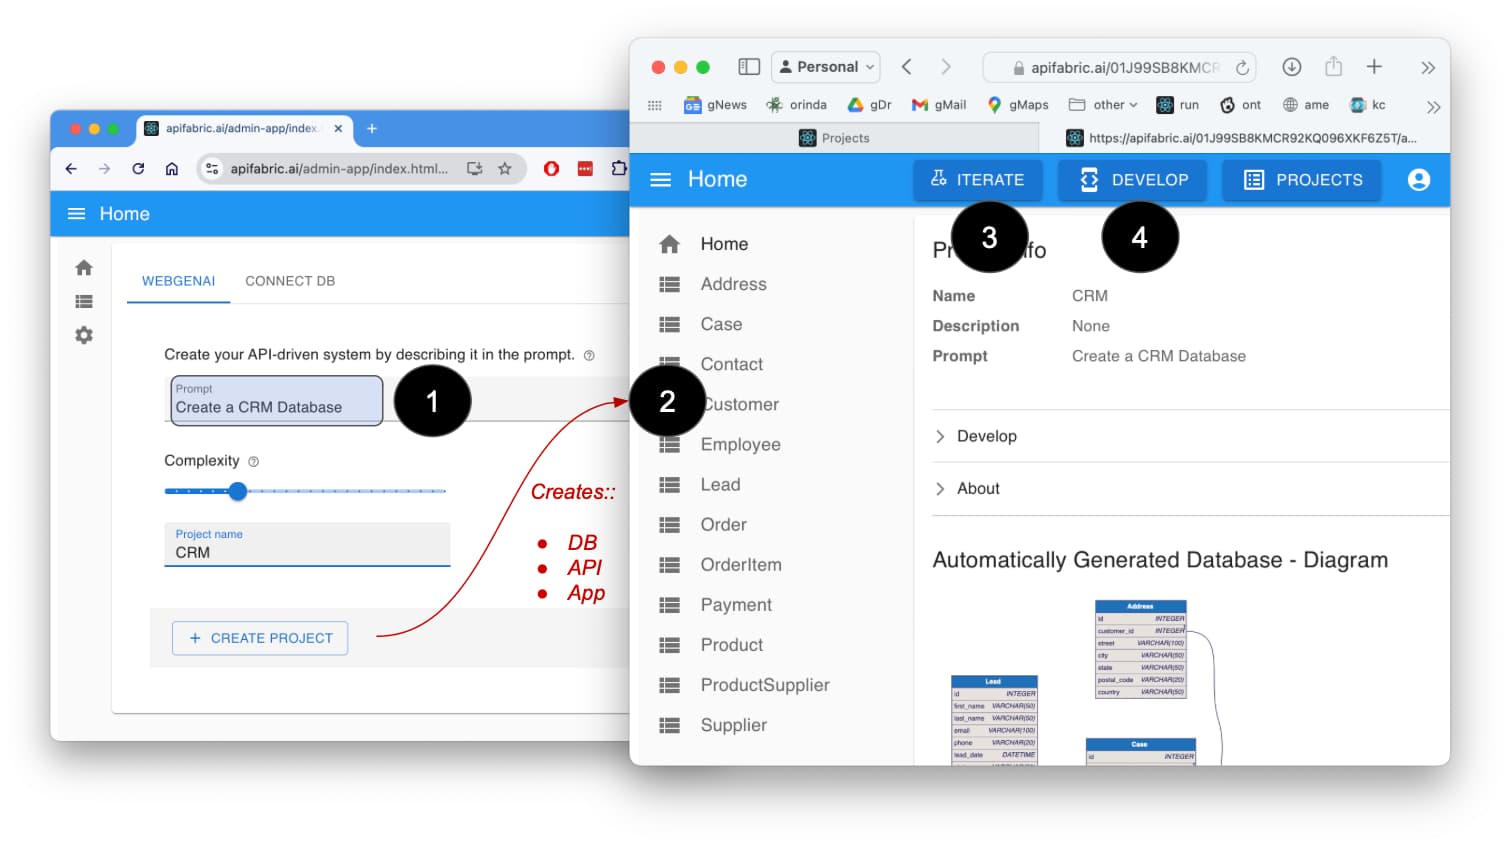 apifabric.ai/admin-app/index.
apifabric.ai/admin-app/index.html...
Home
WEBGENAI
CONNECT DB
Create your API-driven system by describing it in the prompt.
Prompt
Create a CRM Database
1
Complexity
Project name
CRM
+ CREATE PROJECT
Creates::
• DB
• API
• App
Personal
apifabric.ai/01J99SB8KMCR
gNews
orinda
gDr
gMail
gMaps
other
run
ont
ame
kc
Projects
https://apifabric.ai/01J99SB8KMCR92KQ096XKF6Z5T/a...
Home
ITERATE
DEVELOP
PROJECTS
3
4
Home
Address
Case
Contact
2
Customer
Employee
Lead
Order
OrderItem
Payment
Product
ProductSupplier
Supplier
Name CRM
Description None
Prompt Create a CRM Database
Develop
About
Automatically Generated Database - Diagram
Address
id INTEGER
customer_id INTEGER
street VARCHAR(100)
city VARCHAR(50)
state VARCHAR(50)
postal_code VARCHAR(20)
country VARCHAR(50)
Lead
id INTEGER
first_name VARCHAR(50)
last_name VARCHAR(50)
email VARCHAR(100)
phone VARCHAR(20)
lead_date DATETIME
Case
id INTEGER